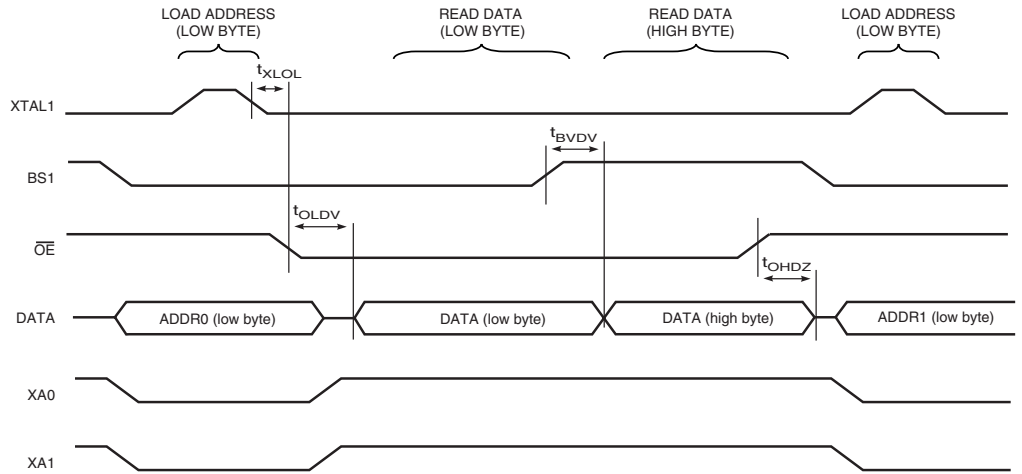 LOAD ADDRESS
(LOW BYTE)
READ DATA
(LOW BYTE)
READ DATA
(HIGH BYTE)
LOAD ADDRESS
(LOW BYTE)
tXLOL
XTAL1
tBVDV
BS1
tOLDV
OE
tOHDZ
DATA
ADDR0 (low byte)
DATA (low byte)
DATA (high byte)
ADDR1 (low byte)
XA0
XA1